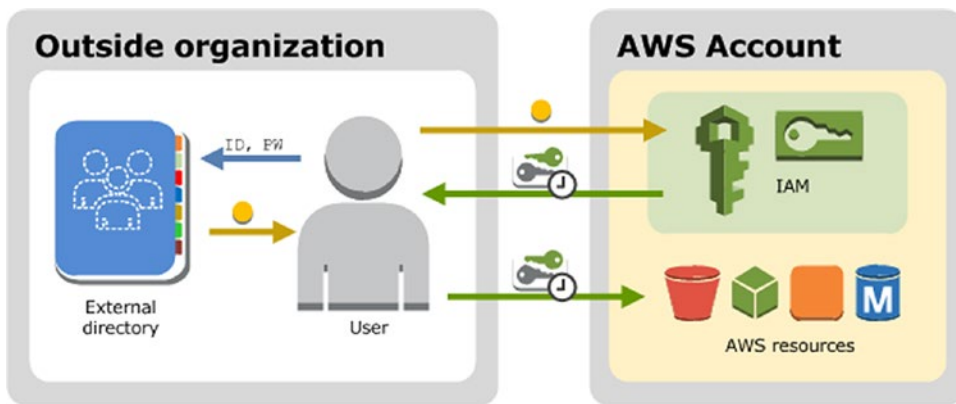 Outside organization
AWS Account
ID, PW
IAM
External
directory
User
M
AWS resources